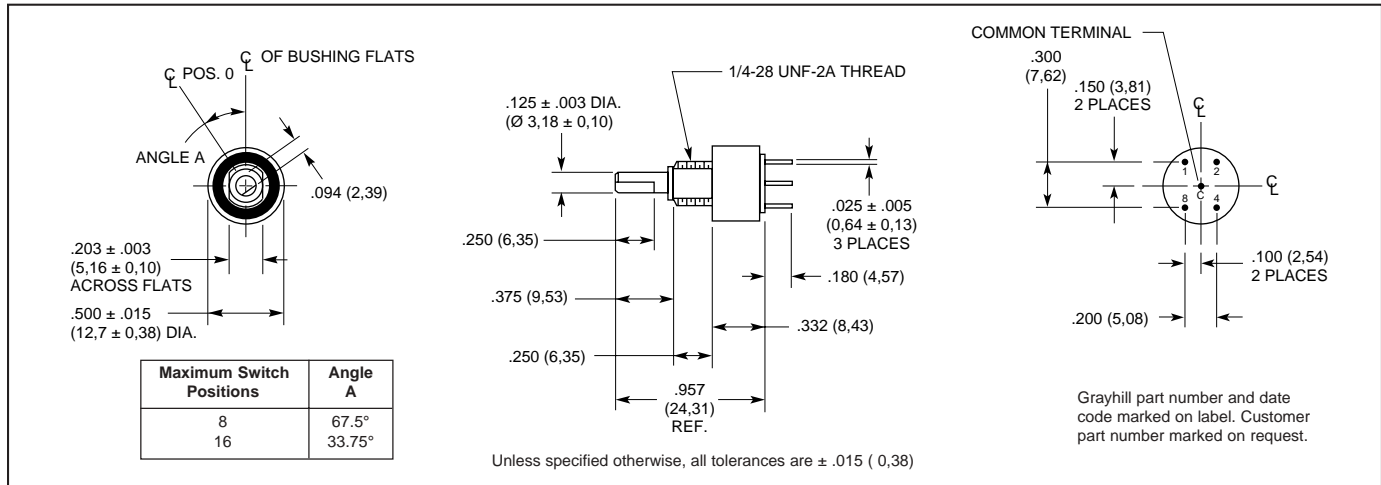 ℄ OF BUSHING FLATS
℄ POS. 0
ANGLE A
.094 (2,39)
.203 ± .003
(5,16 ± 0,10)
ACROSS FLATS
.500 ± .015
(12,7 ± 0,38) DIA.
Maximum Switch Positions | Angle A
8 | 67.5°
16 | 33.75°
1/4-28 UNF-2A THREAD
.125 ± .003 DIA.
(Ø 3,18 ± 0,10)
.025 ± .005
(0,64 ± 0,13)
3 PLACES
.250 (6,35)
.180 (4,57)
.375 (9,53)
.332 (8,43)
.250 (6,35)
.957
(24,31)
REF.
Unless specified otherwise, all tolerances are ± .015 ( 0,38)
COMMON TERMINAL
.300
(7,62)
.150 (3,81)
2 PLACES
℄
1 2
℄
C
8 4
.100 (2,54)
2 PLACES
.200 (5,08)
Grayhill part number and date
code marked on label. Customer
part number marked on request.